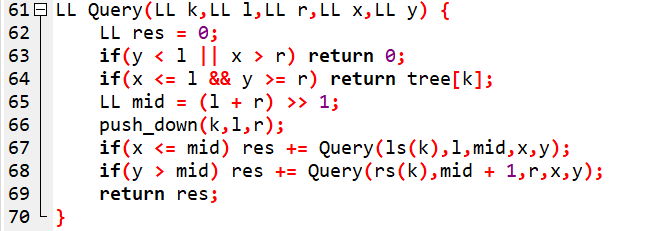 61 LL Query(LL k,LL l,LL r,LL x,LL y) {
62     LL res = 0;
63     if(y < l || x > r) return 0;
64     if(x <= l && y >= r) return tree[k];
65     LL mid = (l + r) >> 1;
66     push_down(k,l,r);
67     if(x <= mid) res += Query(ls(k),l,mid,x,y);
68     if(y > mid) res += Query(rs(k),mid + 1,r,x,y);
69     return res;
70 }